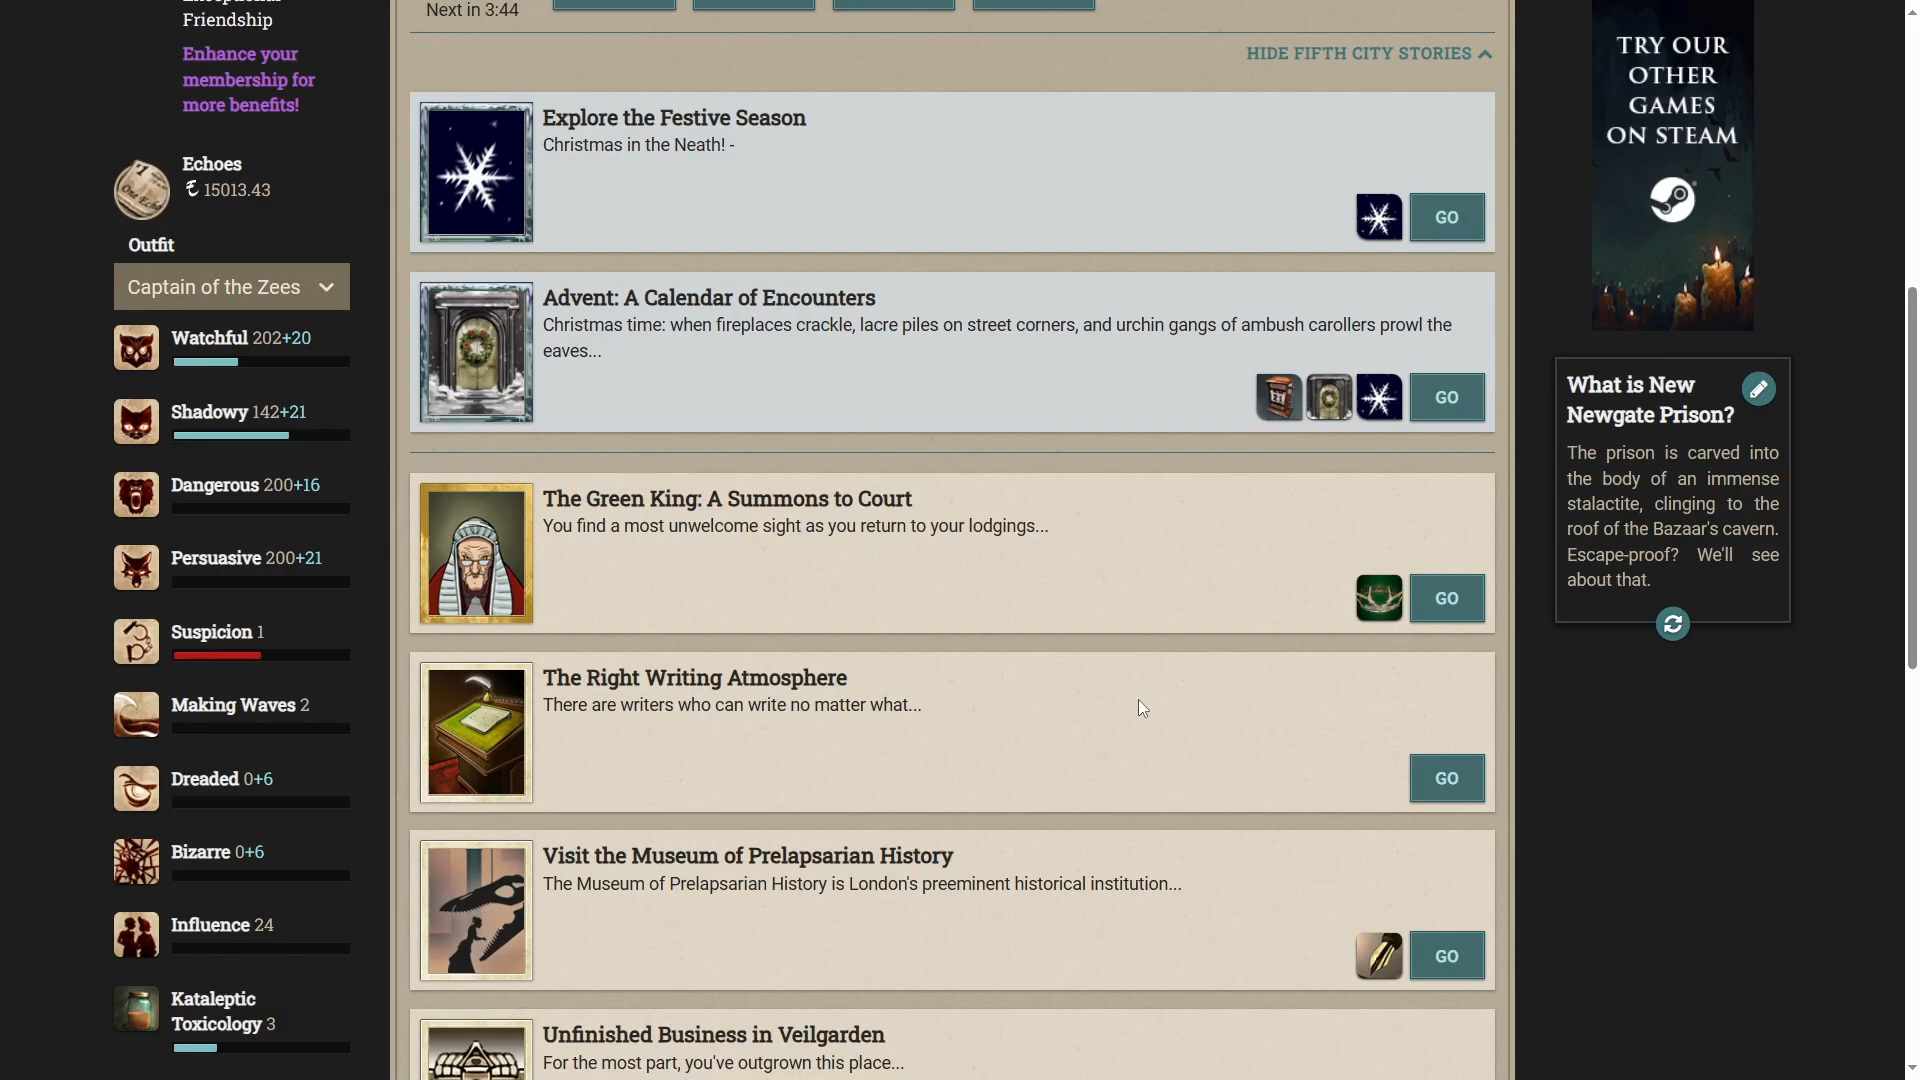 Friendship
Enhance your
membership for
more benefits!
Echoes
15013.43
Outfit
Captain of the Zees
Watchful 202+20
Shadowy 142+21
Dangerous 200+16
Persuasive 200+21
Suspicion 1
Making Waves 2
Dreaded 0+6
Bizarre 0+6
Influence 24
Kataleptic
Toxicology 3
Next in 3:44
HIDE FIFTH CITY STORIES
Explore the Festive Season
Christmas in the Neath! -
GO
Advent: A Calendar of Encounters
Christmas time: when fireplaces crackle, lacre piles on street corners, and urchin gangs of ambush carollers prowl the
eaves...
GO
The Green King: A Summons to Court
You find a most unwelcome sight as you return to your lodgings...
GO
The Right Writing Atmosphere
There are writers who can write no matter what...
GO
Visit the Museum of Prelapsarian History
The Museum of Prelapsarian History is London's preeminent historical institution...
GO
Unfinished Business in Veilgarden
For the most part, you've outgrown this place...
TRY OUR
OTHER
GAMES
ON STEAM
What is New
Newgate Prison?
The prison is carved into
the body of an immense
stalactite, clinging to the
roof of the Bazaar's cavern.
Escape-proof? We'll see
about that.